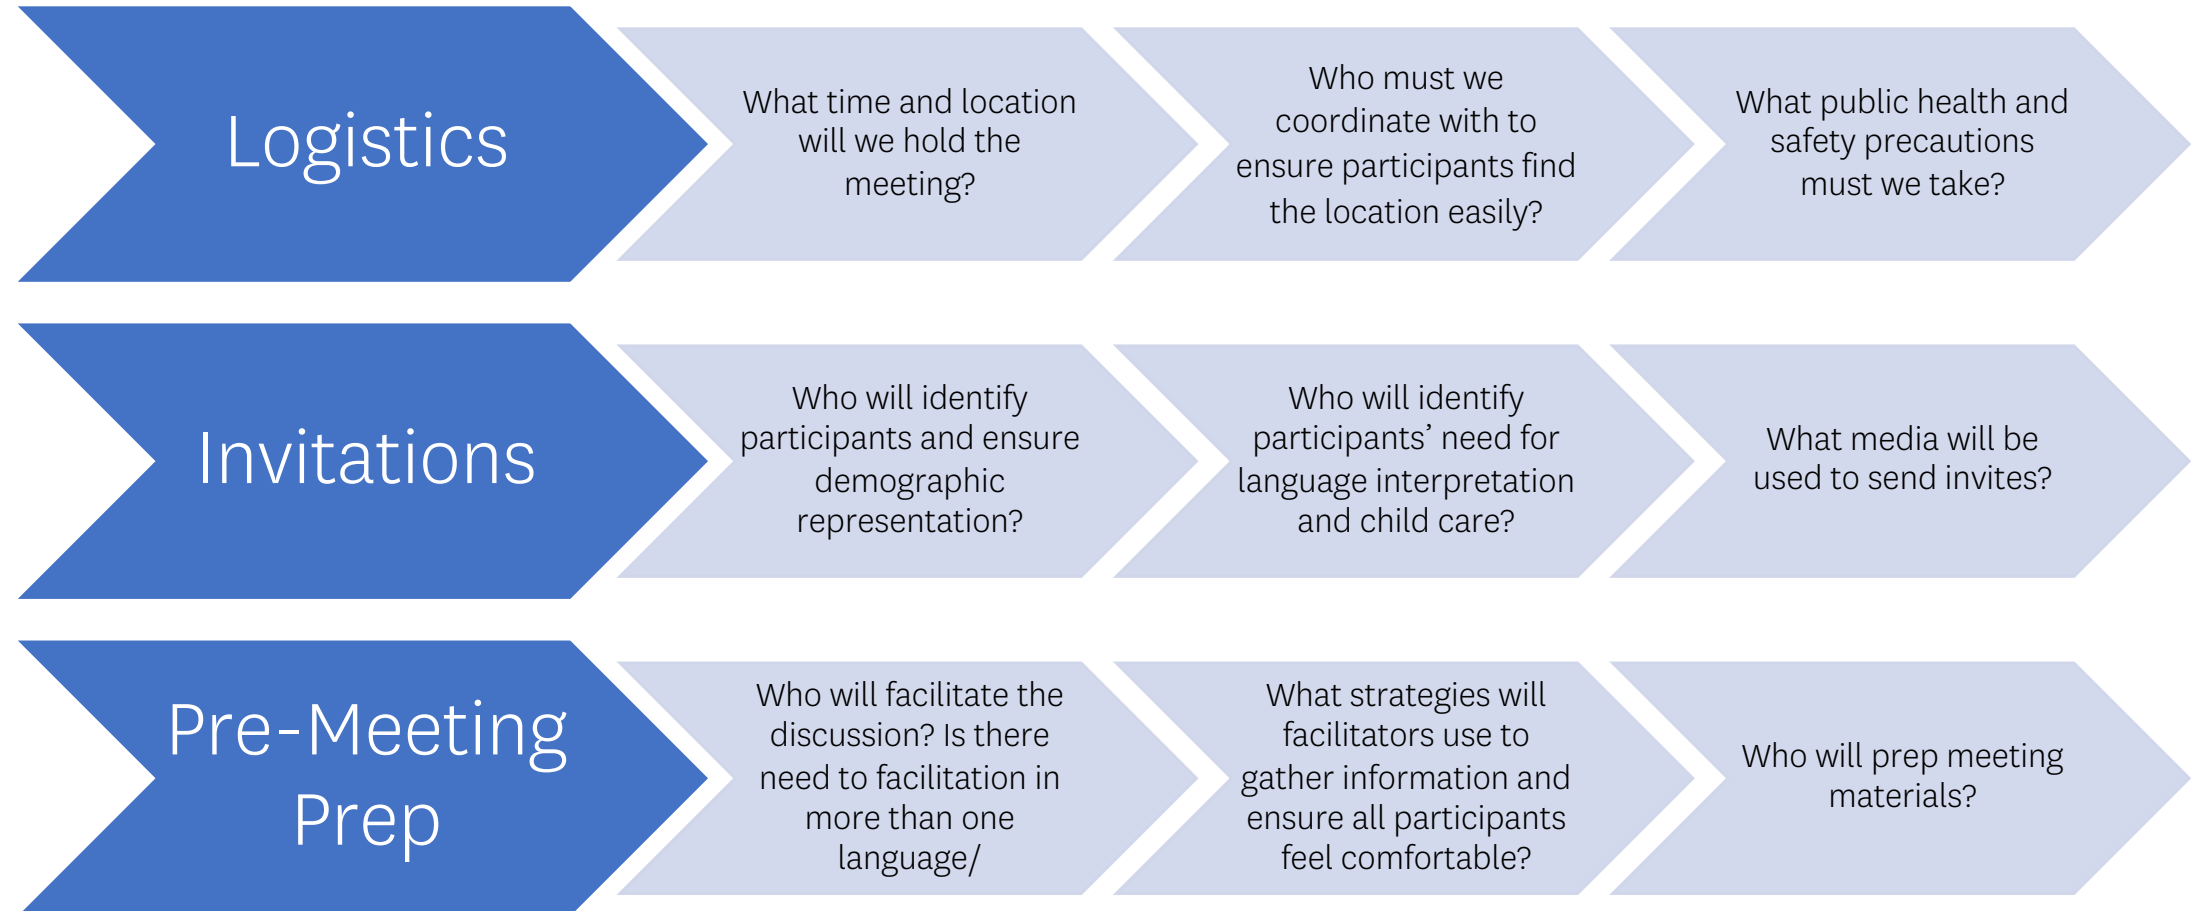 Logistics
What time and location
will we hold the
meeting?
Who must we
coordinate with to
ensure participants find
the location easily?
What public health and
safety precautions
must we take?
Invitations
Who will identify
participants and ensure
demographic
representation?
Who will identify
participants’ need for
language interpretation
and child care?
What media will be
used to send invites?
Pre-Meeting
Prep
Who will facilitate the
discussion? Is there
need to facilitation in
more than one
language/
What strategies will
facilitators use to
gather information and
ensure all participants
feel comfortable?
Who will prep meeting
materials?